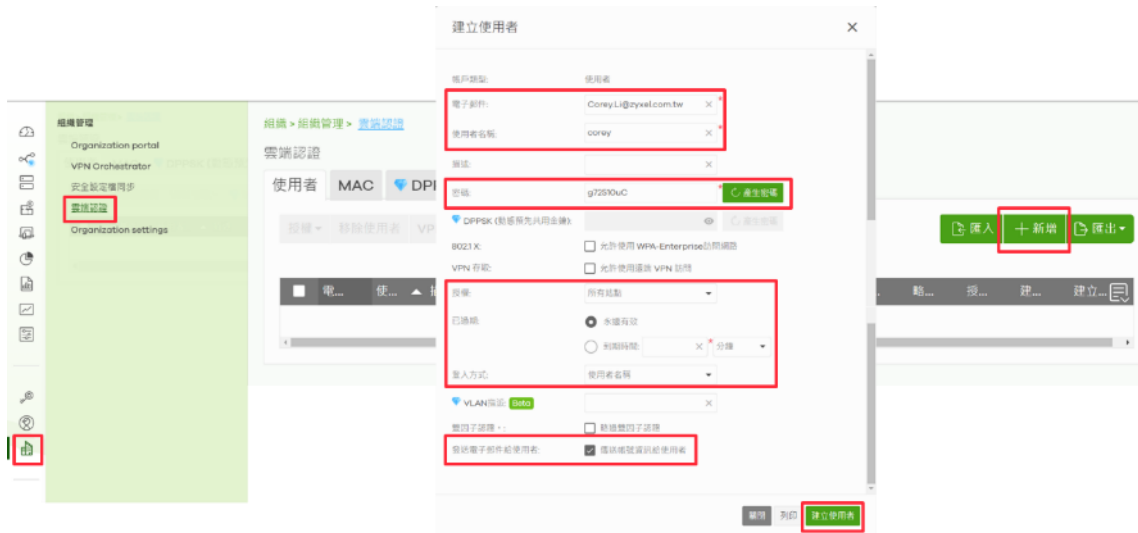 建立使用者
帳戶類型: 使用者
電子郵件: Corey.Li@zyxel.com.tw × *
使用者名稱: corey × *
描述: ×
密碼: g72510uC * 產生密碼
DPPSK (動態預先共用金鑰): 產生密碼
802.1X: 允許使用 WPA-Enterprise訪問網路
VPN 存取: 允許使用遠端 VPN 訪問
授權: 所有站點
已過期: 永遠有效
到期時間: × * 分鐘
登入方式: 使用者名稱
VLAN指派: Beta ×
雙因子認證 : 略過雙因子認證
發送電子郵件給使用者: 傳送帳號資訊給使用者
關閉 列印 建立使用者
組織管理
Organization portal
VPN Orchestrator
安全設定檔同步
雲端認證
Organization settings
組織 > 組織管理 > 雲端認證
雲端認證
使用者 MAC DPI
授權 移除使用者 VP
匯入 新增 匯出
電... 使... 略... 授... 建... 建立...